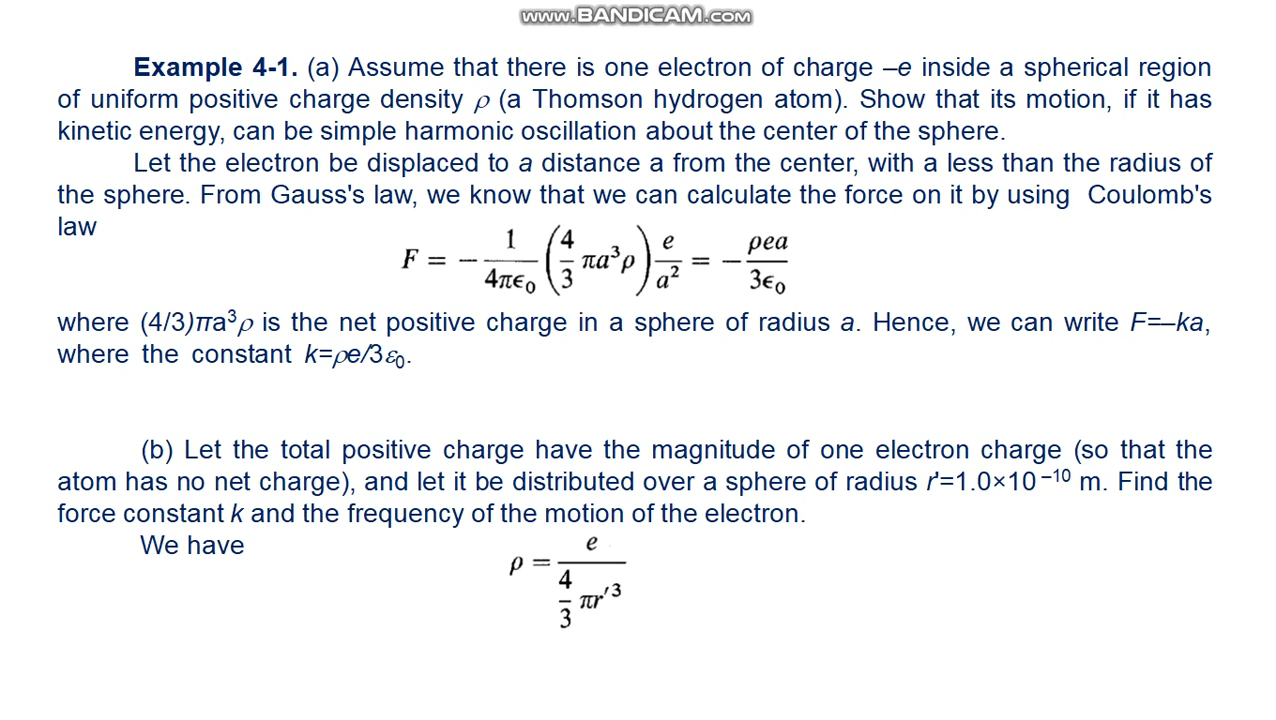 www.BANDICAM.com
Example 4-1. (a) Assume that there is one electron of charge –e inside a spherical region
of uniform positive charge density ρ (a Thomson hydrogen atom). Show that its motion, if it has
kinetic energy, can be simple harmonic oscillation about the center of the sphere.
Let the electron be displaced to a distance a from the center, with a less than the radius of
the sphere. From Gauss's law, we know that we can calculate the force on it by using Coulomb's
law
F = − 1/(4πϵ₀) (4/3 πa³ρ) e/a² = − ρea/(3ϵ₀)
where (4/3)πa³ρ is the net positive charge in a sphere of radius a. Hence, we can write F=–ka,
where the constant k=ρe/3ε₀.
(b) Let the total positive charge have the magnitude of one electron charge (so that the
atom has no net charge), and let it be distributed over a sphere of radius r'=1.0×10⁻¹⁰ m. Find the
force constant k and the frequency of the motion of the electron.
We have
ρ = e/(4/3 πr'³)